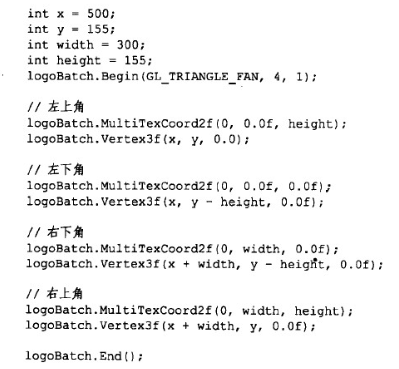 int x = 500;
int y = 155;
int width = 300;
int height = 155;
logoBatch.Begin(GL_TRIANGLE_FAN, 4, 1);
// 左上角
logoBatch.MultiTexCoord2f(0, 0.0f, height);
logoBatch.Vertex3f(x, y, 0.0);
// 左下角
logoBatch.MultiTexCoord2f(0, 0.0f, 0.0f);
logoBatch.Vertex3f(x, y - height, 0.0f);
// 右下角
logoBatch.MultiTexCoord2f(0, width, 0.0f);
logoBatch.Vertex3f(x + width, y - height, 0.0f);
// 右上角
logoBatch.MultiTexCoord2f(0, width, height);
logoBatch.Vertex3f(x + width, y, 0.0f);
logoBatch.End();